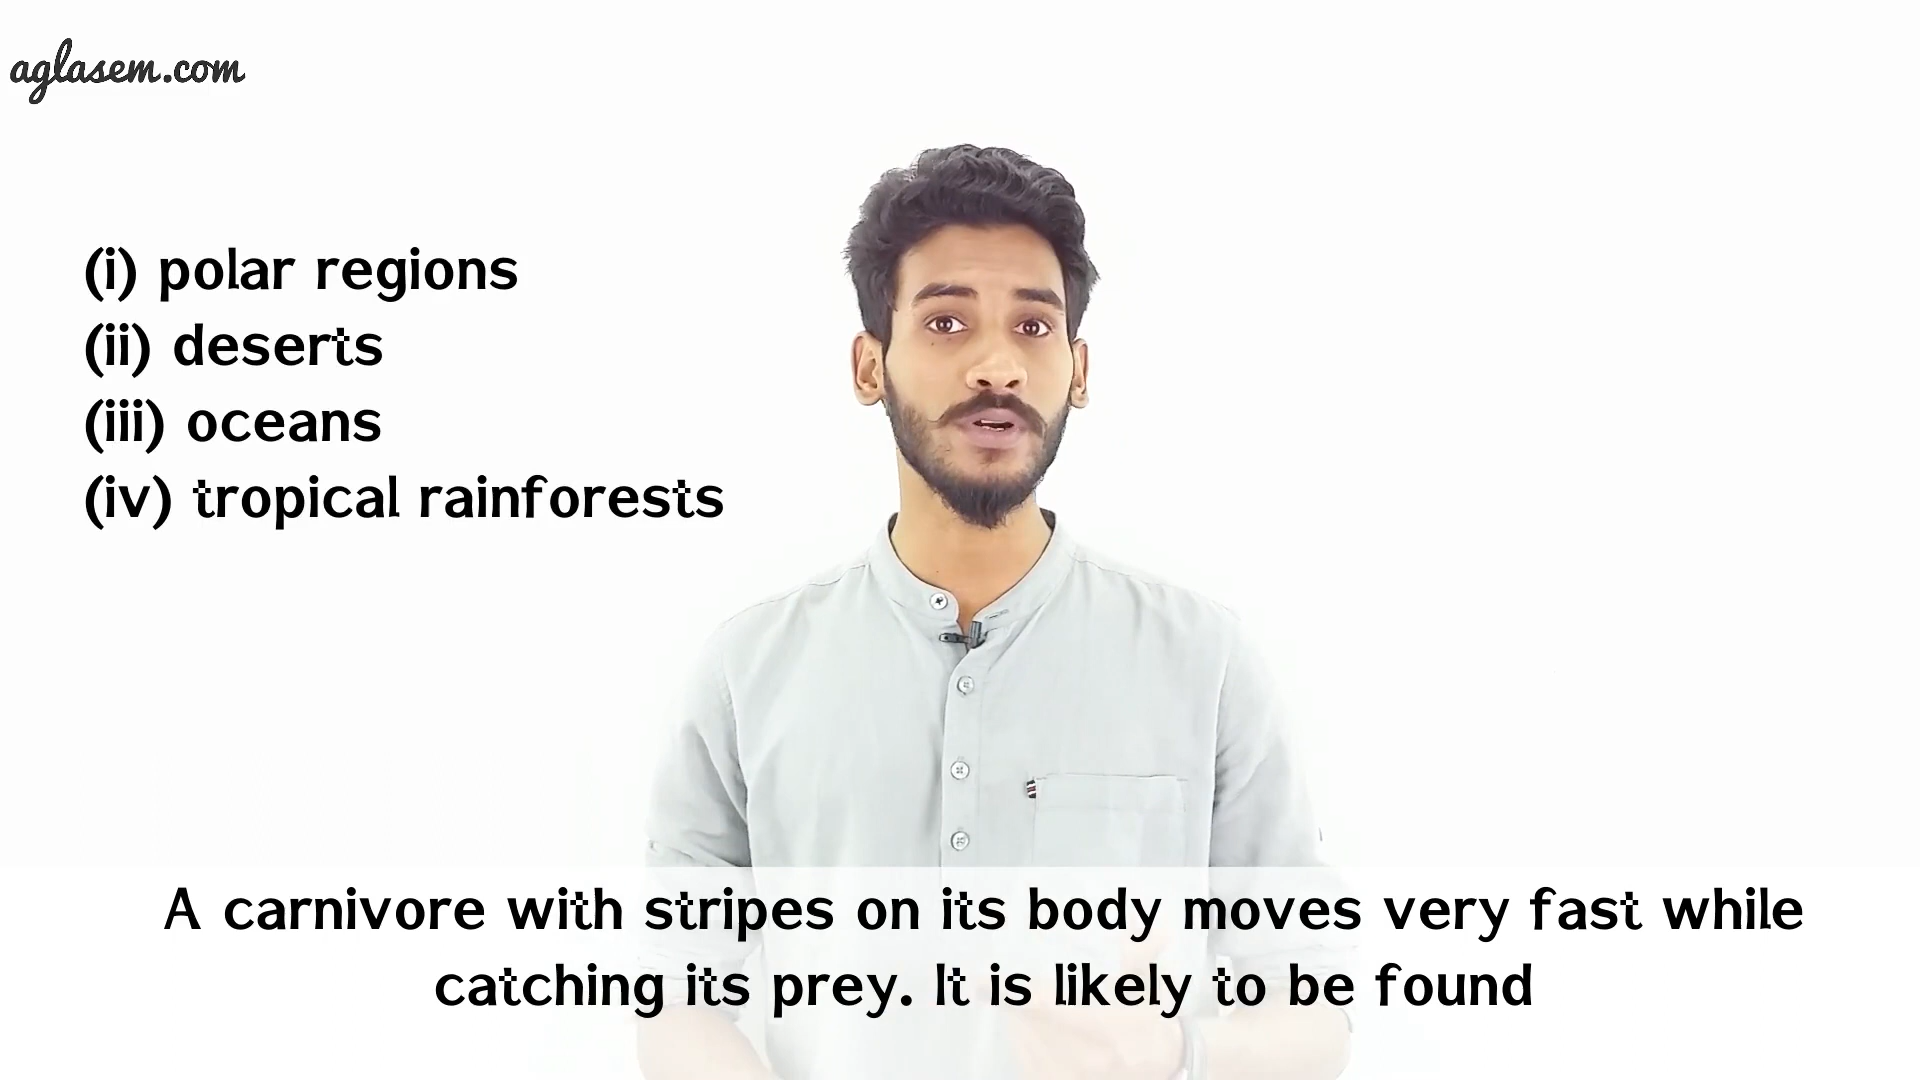 aglasem.com
(i) polar regions
(ii) deserts
(iii) oceans
(iv) tropical rainforests
A carnivore with stripes on its body moves very fast while
catching its prey. It is likely to be found